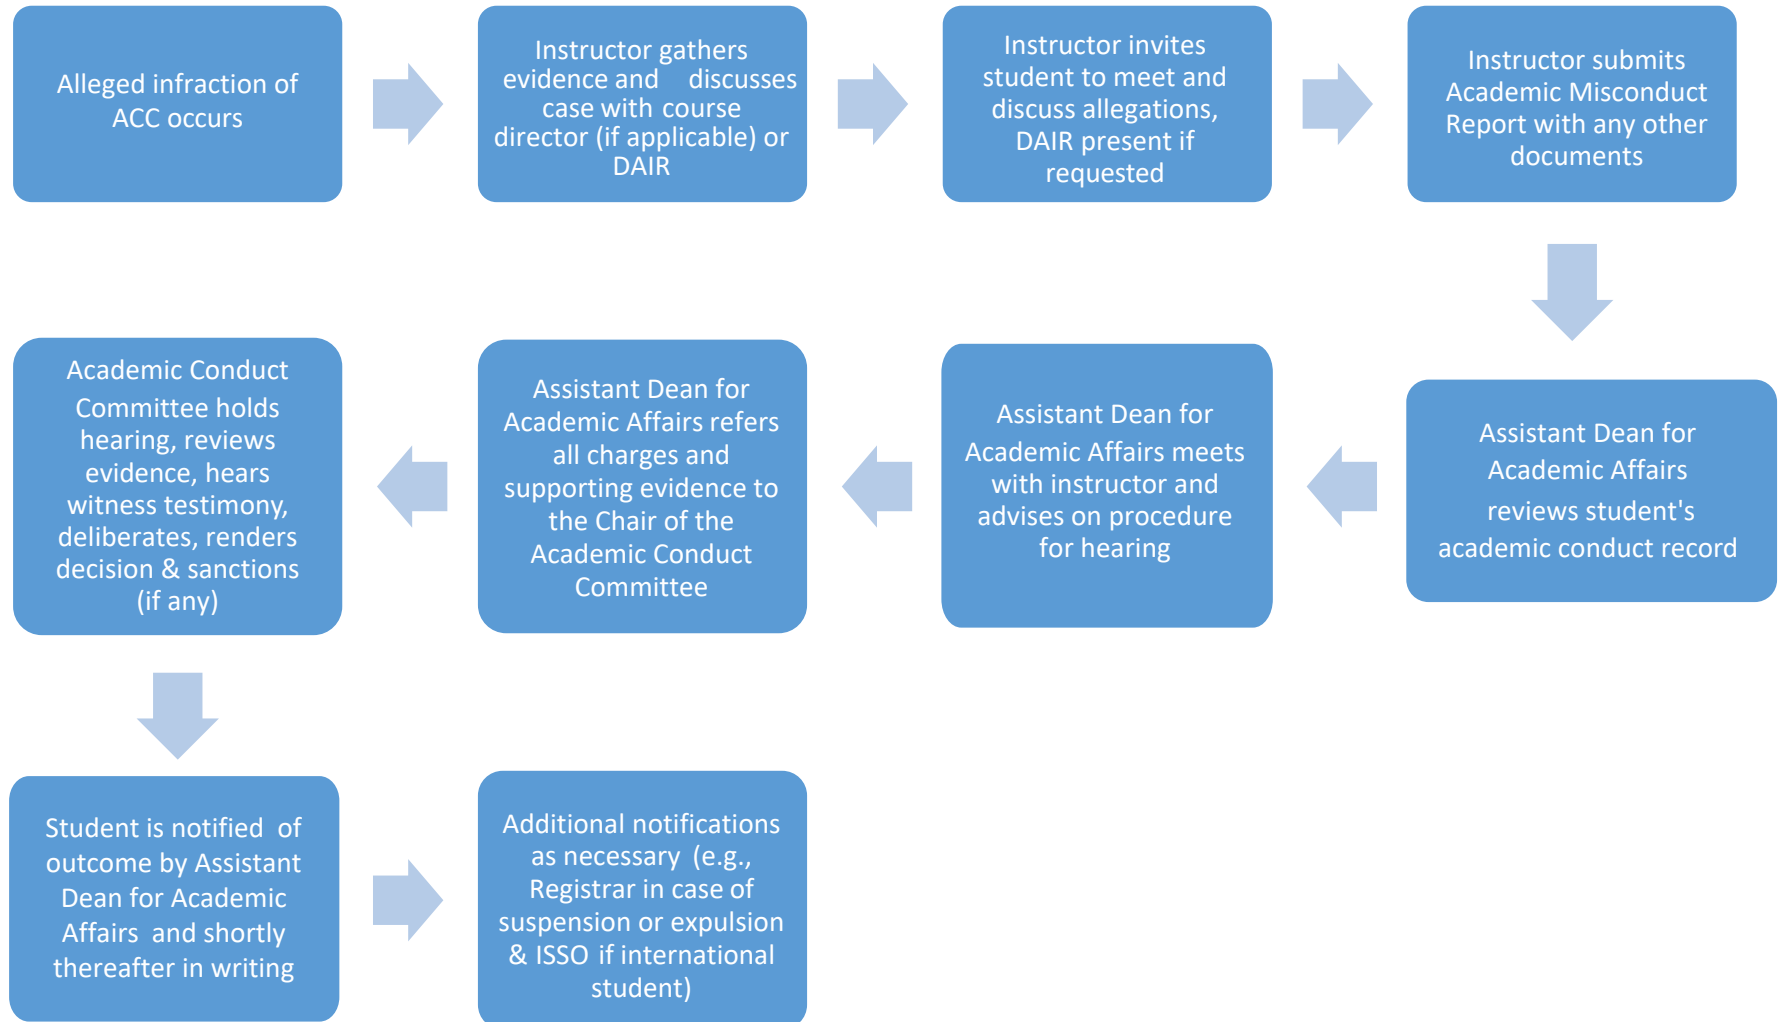 Alleged infraction of
ACC occurs
Instructor gathers
evidence and discusses
case with course
director (if applicable) or
DAIR
Instructor invites
student to meet and
discuss allegations,
DAIR present if
requested
Instructor submits
Academic Misconduct
Report with any other
documents
Assistant Dean for
Academic Affairs
reviews student's
academic conduct record
Assistant Dean for
Academic Affairs meets
with instructor and
advises on procedure
for hearing
Assistant Dean for
Academic Affairs refers
all charges and
supporting evidence to
the Chair of the
Academic Conduct
Committee
Academic Conduct
Committee holds
hearing, reviews
evidence, hears
witness testimony,
deliberates, renders
decision & sanctions
(if any)
Student is notified of
outcome by Assistant
Dean for Academic
Affairs and shortly
thereafter in writing
Additional notifications
as necessary (e.g.,
Registrar in case of
suspension or expulsion
& ISSO if international
student)